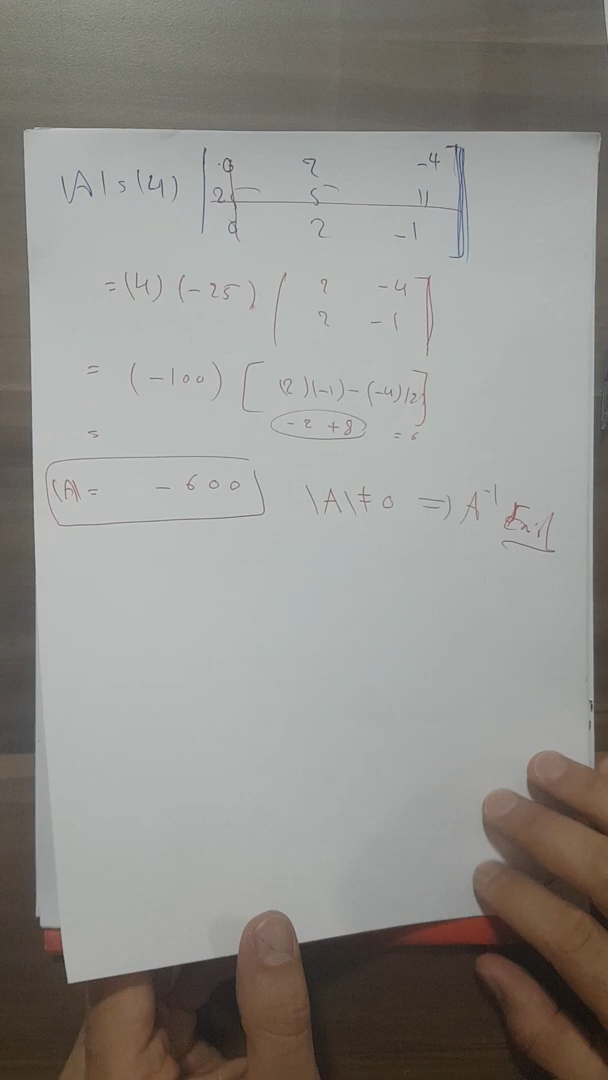 |A| = (4) | 0 2 -4
25 5 11
0 2 -1 |
= (4) (-25) ( 2 -4
2 -1 )
= (-100) [ (2)(-1) - (-4)(2) ]
= -2 +8 = 6
|A| = -600 |A| ≠ 0 => A⁻¹ Exist